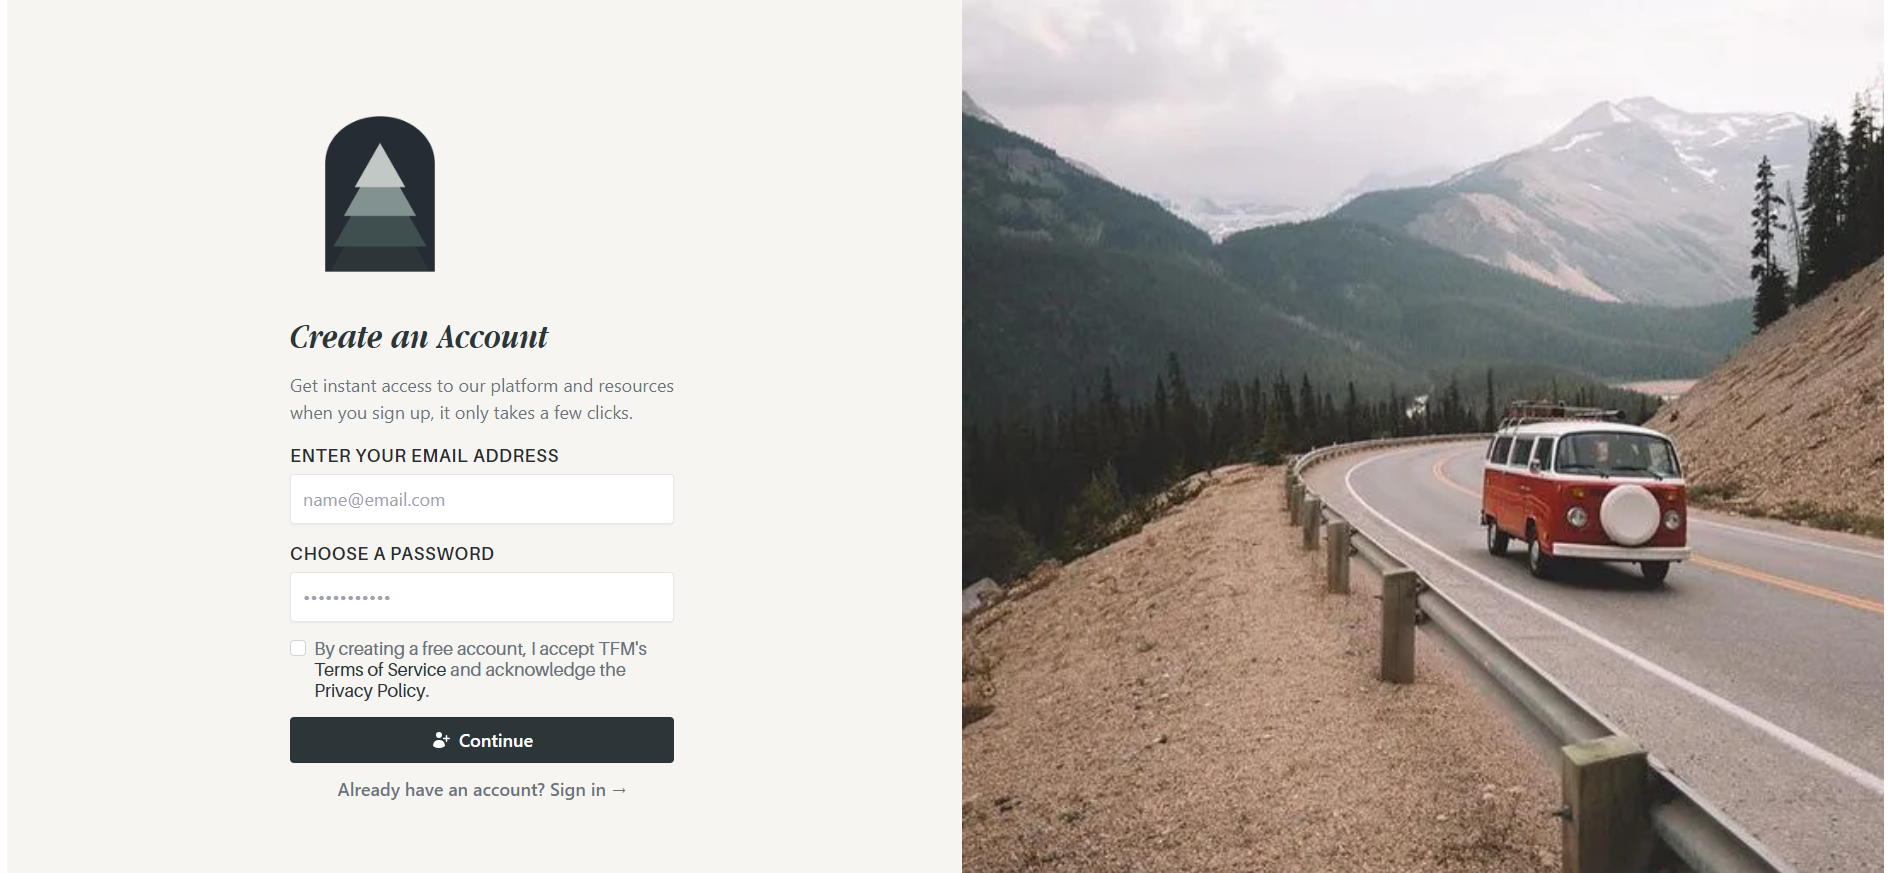 Create an Account
Get instant access to our platform and resources
when you sign up, it only takes a few clicks.
ENTER YOUR EMAIL ADDRESS
name@email.com
CHOOSE A PASSWORD
••••••••••••
By creating a free account, I accept TFM's
Terms of Service and acknowledge the
Privacy Policy.
Continue
Already have an account? Sign in →